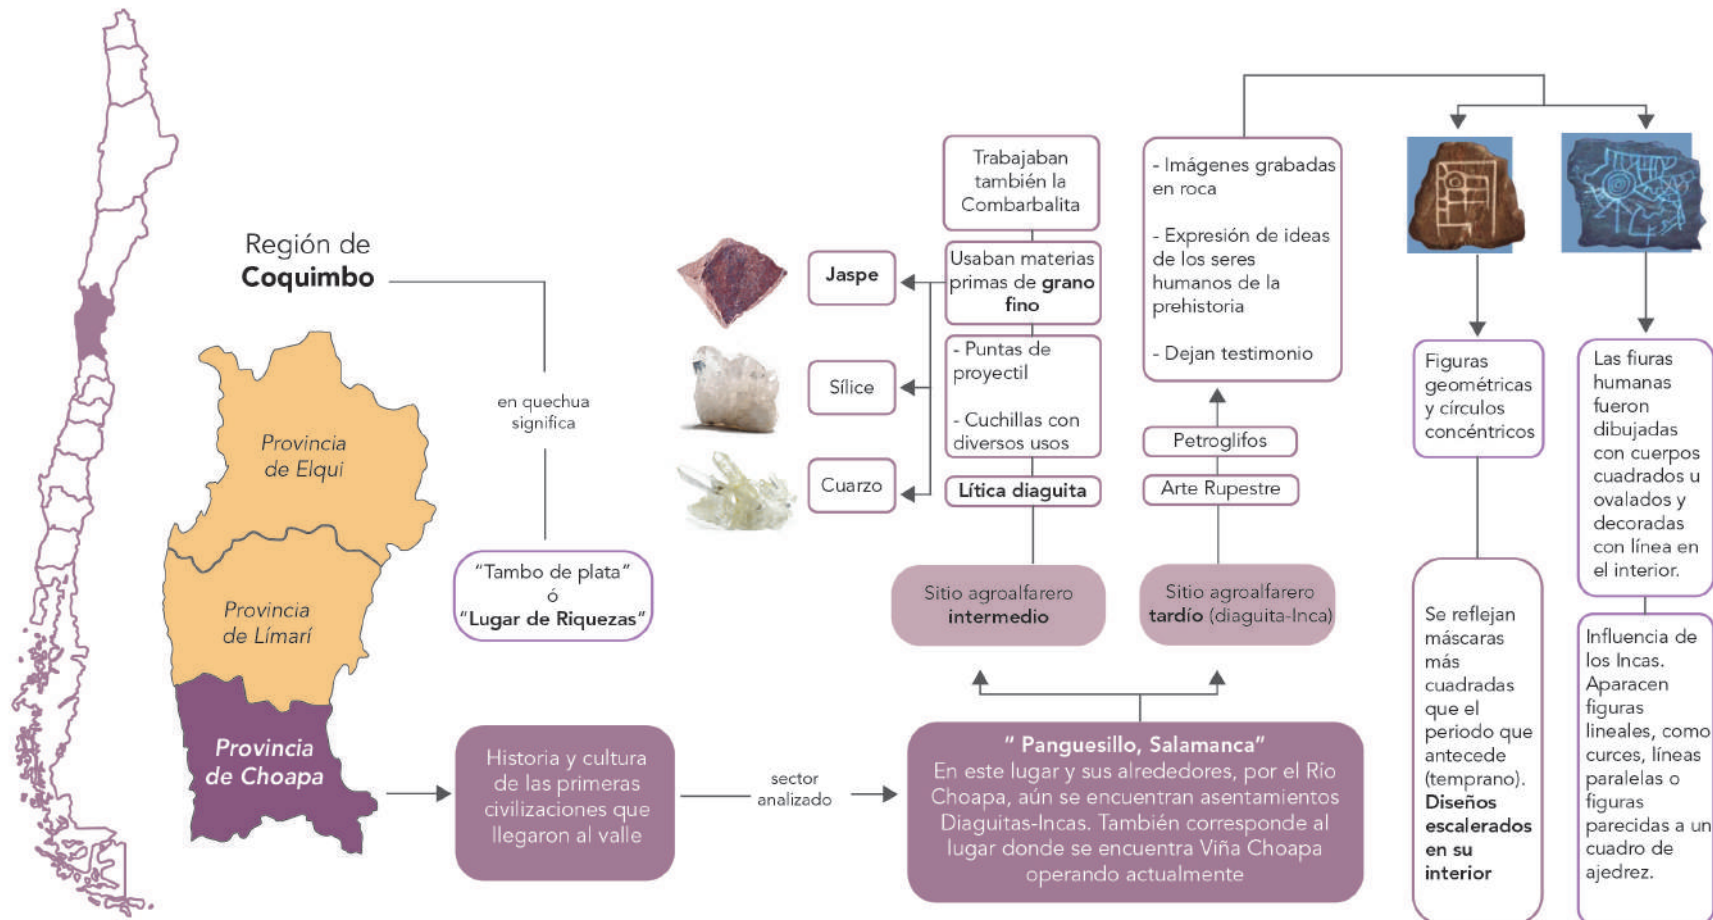 Región de
Coquimbo
en quechua
significa
“Tambo de plata”
ó
“Lugar de Riquezas”
Provincia
de Elqui
Provincia
de Límarí
Provincia
de Choapa
Historia y cultura
de las primeras
civilizaciones que
llegaron al valle
sector
analizado
“ Panguesillo, Salamanca”
En este lugar y sus alrededores, por el Río
Choapa, aún se encuentran asentamientos
Diaguitas-Incas. También corresponde al
lugar donde se encuentra Viña Choapa
operando actualmente
Sitio agroalfarero
intermedio
Lítica diaguita
- Puntas de
proyectil
- Cuchillas con
diversos usos
Usaban materias
primas de grano
fino
Trabajaban
también la
Combarbalita
Jaspe
Sílice
Cuarzo
Sitio agroalfarero
tardío (diaguita-Inca)
Arte Rupestre
Petroglifos
- Imágenes grabadas
en roca
- Expresión de ideas
de los seres
humanos de la
prehistoria
- Dejan testimonio
Figuras
geométricas
y círculos
concéntricos
Se reflejan
máscaras
más
cuadradas
que el
periodo que
antecede
(temprano).
Diseños
escalerados
en su
interior
Las fiuras
humanas
fueron
dibujadas
con cuerpos
cuadrados u
ovalados y
decoradas
con línea en
el interior.
Influencia de
los Incas.
Aparacen
figuras
lineales, como
curces, líneas
paralelas o
figuras
parecidas a un
cuadro de
ajedrez.